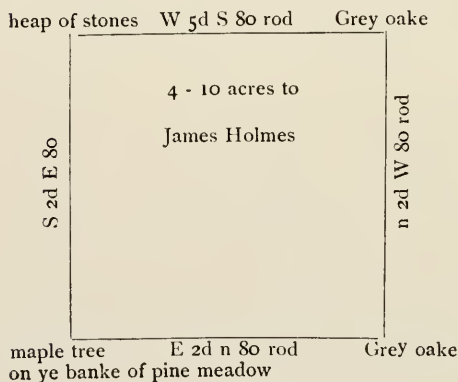 heap of stones W 5d S 80 rod Grey oake
4 - 10 acres to
James Holmes
S 2d E 80
n 2d W 80 rod
maple tree E 2d n 80 rod Grey oake
on ye banke of pine meadow